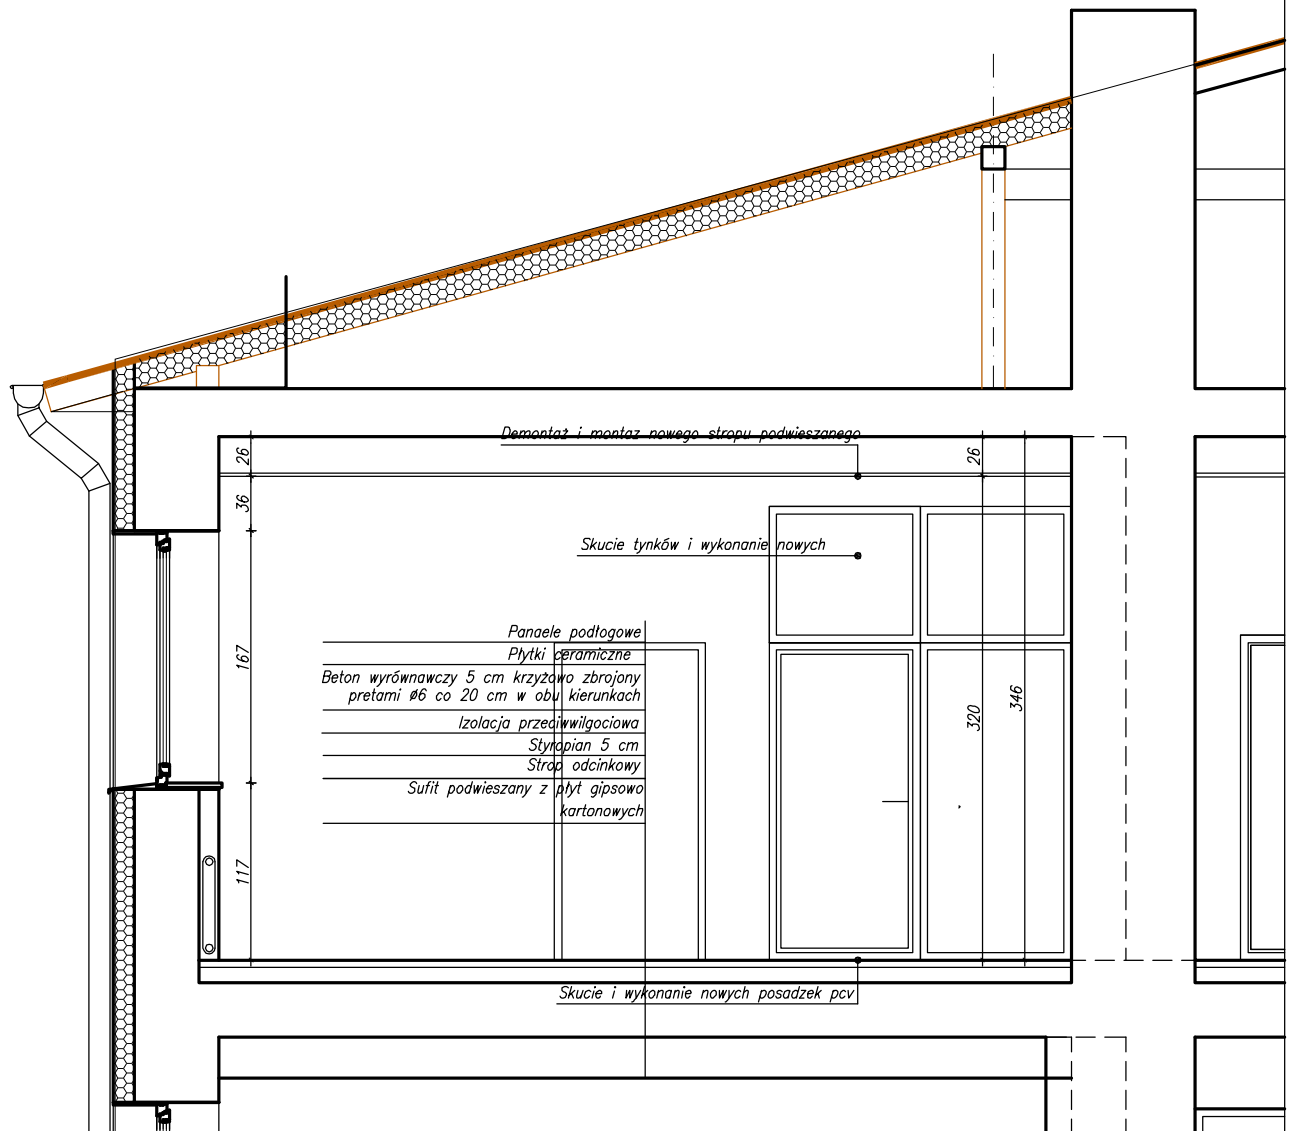 Demontaż i montaz nowego stropu podwieszanego
26
26
36
Skucie tynków i wykonanie nowych
Panaele podłogowe
Płytki ceramiczne
Beton wyrównawczy 5 cm krzyżowo zbrojony
pretami ø6 co 20 cm w obu kierunkach
Izolacja przeciwwilgociowa
Styropian 5 cm
Strop odcinkowy
Sufit podwieszany z płyt gipsowo
kartonowych
167
320
346
117
Skucie i wykonanie nowych posadzek pcv